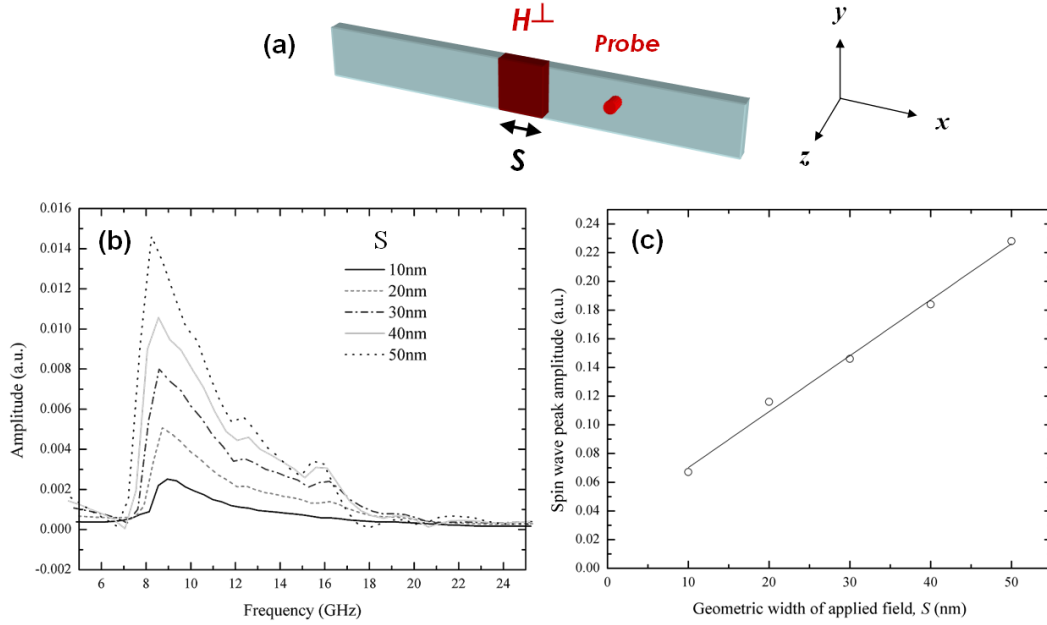 (a)
H⊥
Probe
S
y
x
z
(b)
S
10nm
20nm
30nm
40nm
50nm
0.016
0.014
0.012
0.010
0.008
0.006
0.004
0.002
0.000
-0.002
Amplitude (a.u.)
6 8 10 12 14 16 18 20 22 24
Frequency (GHz)
(c)
0.24
0.22
0.20
0.18
0.16
0.14
0.12
0.10
0.08
0.06
0.04
0.02
0.00
Spin wave peak amplitude (a.u.)
0 10 20 30 40 50
Geometric width of applied field, S (nm)